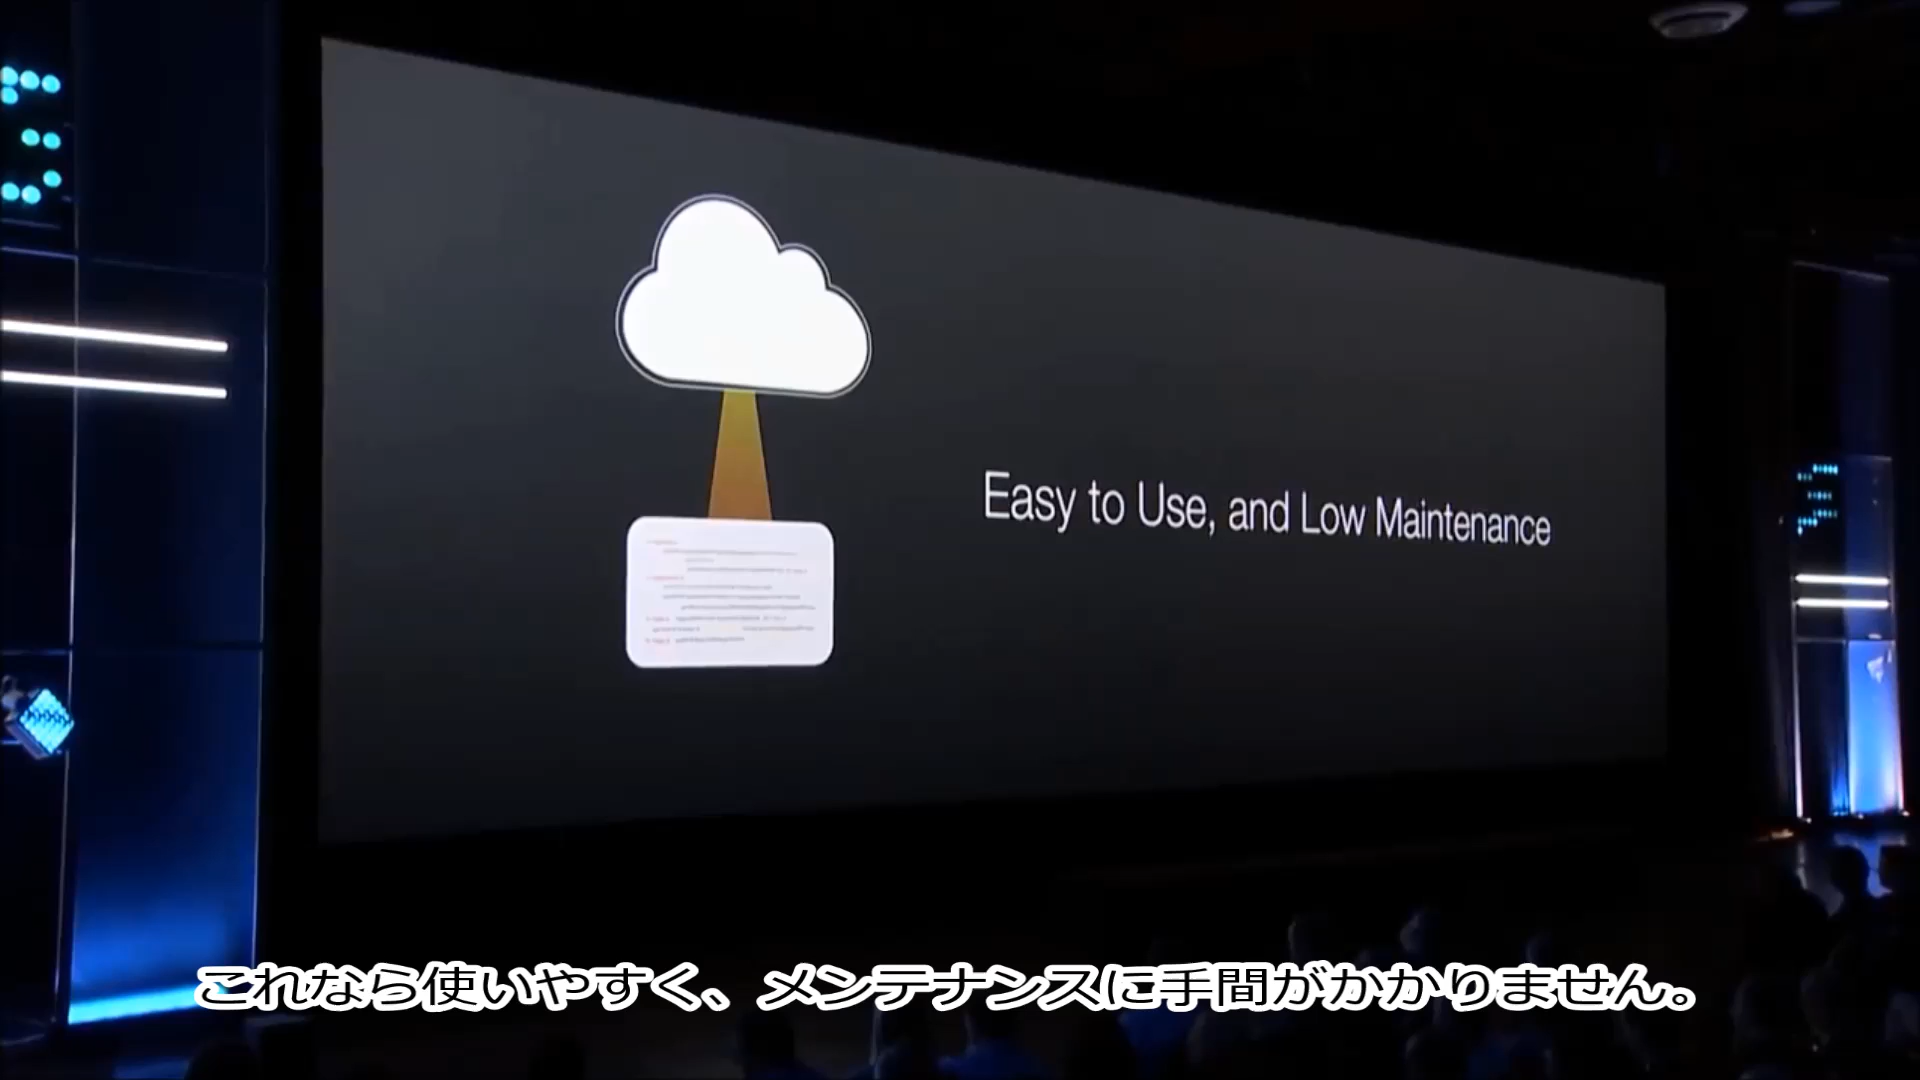 Easy to Use, and Low Maintenance
これなら使いやすく、メンテナンスに手間がかかりません。